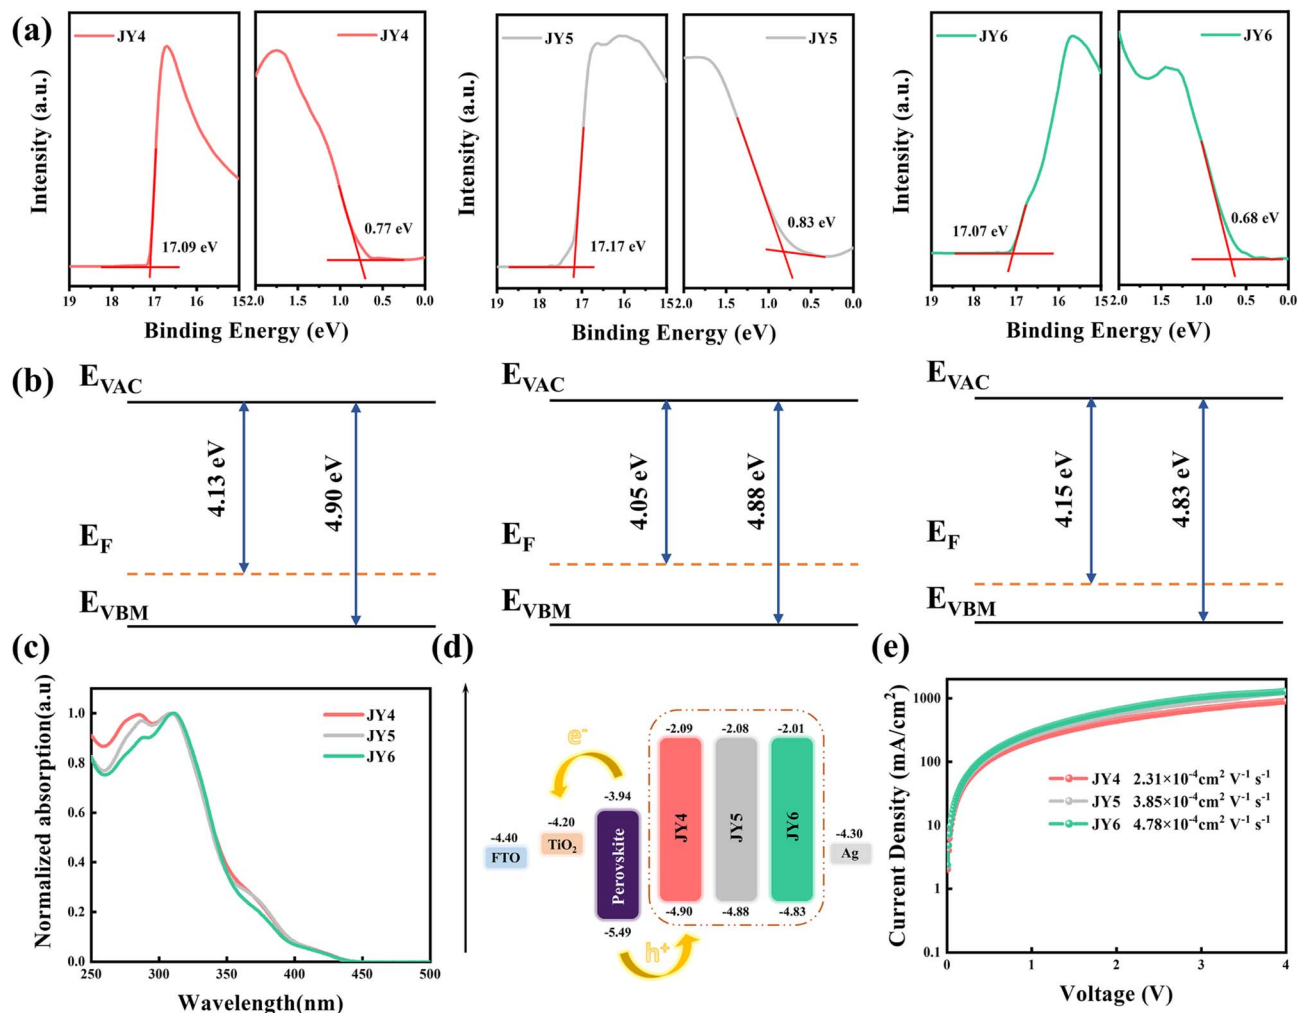 (a)
JY4
JY4
Intensity (a.u.)
17.09 eV
0.77 eV
19 18 17 16 15
2.0 1.5 1.0 0.5 0.0
Binding Energy (eV)
JY5
JY5
Intensity (a.u.)
17.17 eV
0.83 eV
19 18 17 16 15
2.0 1.5 1.0 0.5 0.0
Binding Energy (eV)
JY6
JY6
Intensity (a.u.)
17.07 eV
0.68 eV
19 18 17 16 15
2.0 1.5 1.0 0.5 0.0
Binding Energy (eV)
(b)
E_VAC
4.13 eV
4.90 eV
E_F
E_VBM
E_VAC
4.05 eV
4.88 eV
E_F
E_VBM
E_VAC
4.15 eV
4.83 eV
E_F
E_VBM
(c)
Normalized absorption(a.u)
1.0
0.8
0.6
0.4
0.2
0.0
JY4
JY5
JY6
250 300 350 400 450 500
Wavelength(nm)
(d)
e⁻
-4.40
FTO
-4.20
TiO₂
-3.94
Perovskite
-5.49
h⁺
-2.09
JY4
-4.90
-2.08
JY5
-4.88
-2.01
JY6
-4.83
-4.30
Ag
(e)
Current Density (mA/cm²)
1000
100
10
1
0.1
JY4 2.31×10⁻⁴cm² V⁻¹ s⁻¹
JY5 3.85×10⁻⁴cm² V⁻¹ s⁻¹
JY6 4.78×10⁻⁴cm² V⁻¹ s⁻¹
0 1 2 3 4
Voltage (V)